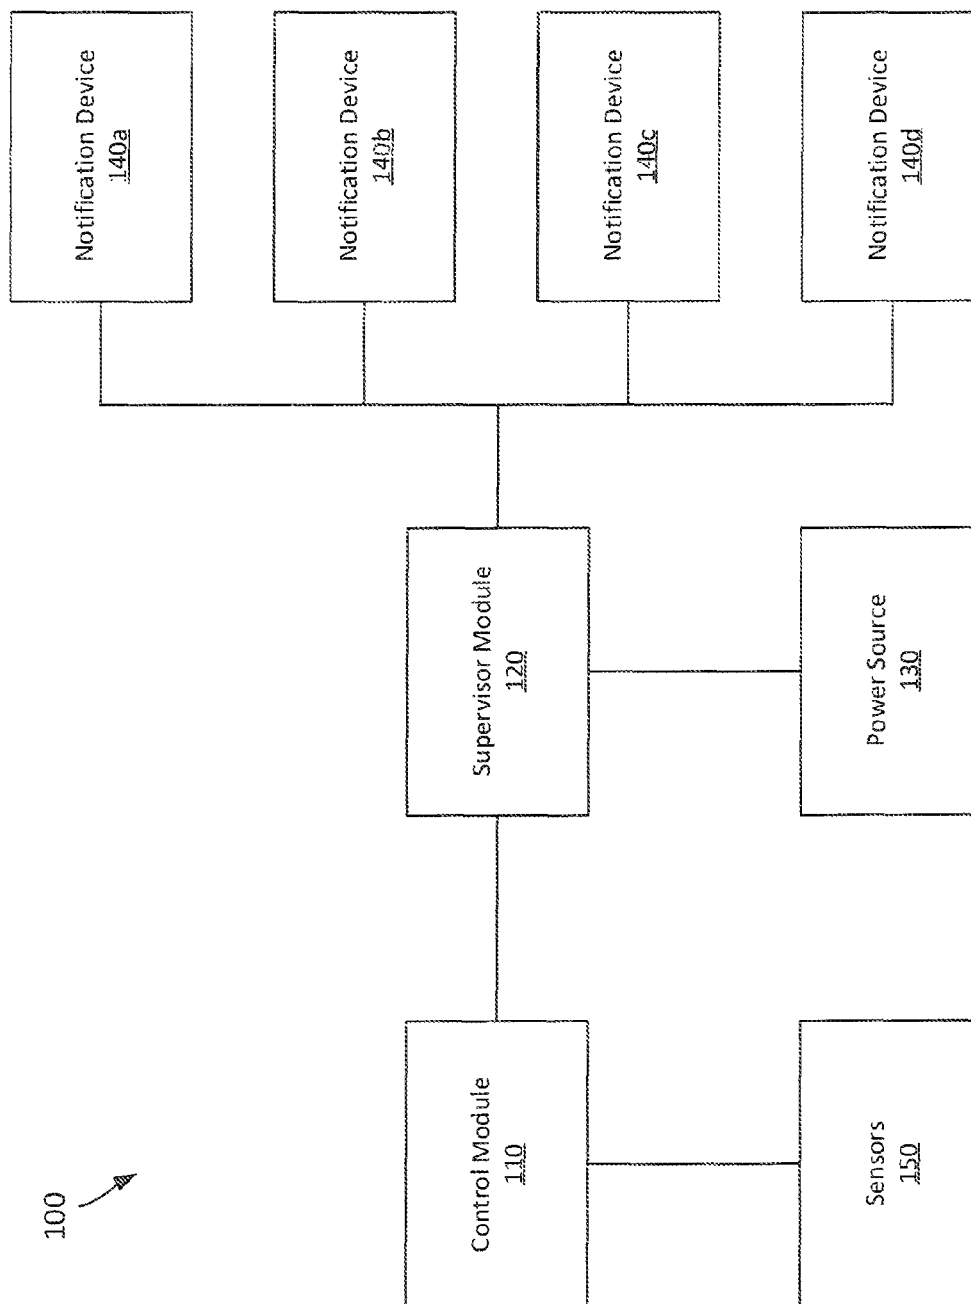 100
Control Module
110
Sensors
150
Supervisor Module
120
Power Source
130
Notification Device
140a
Notification Device
140b
Notification Device
140c
Notification Device
140d